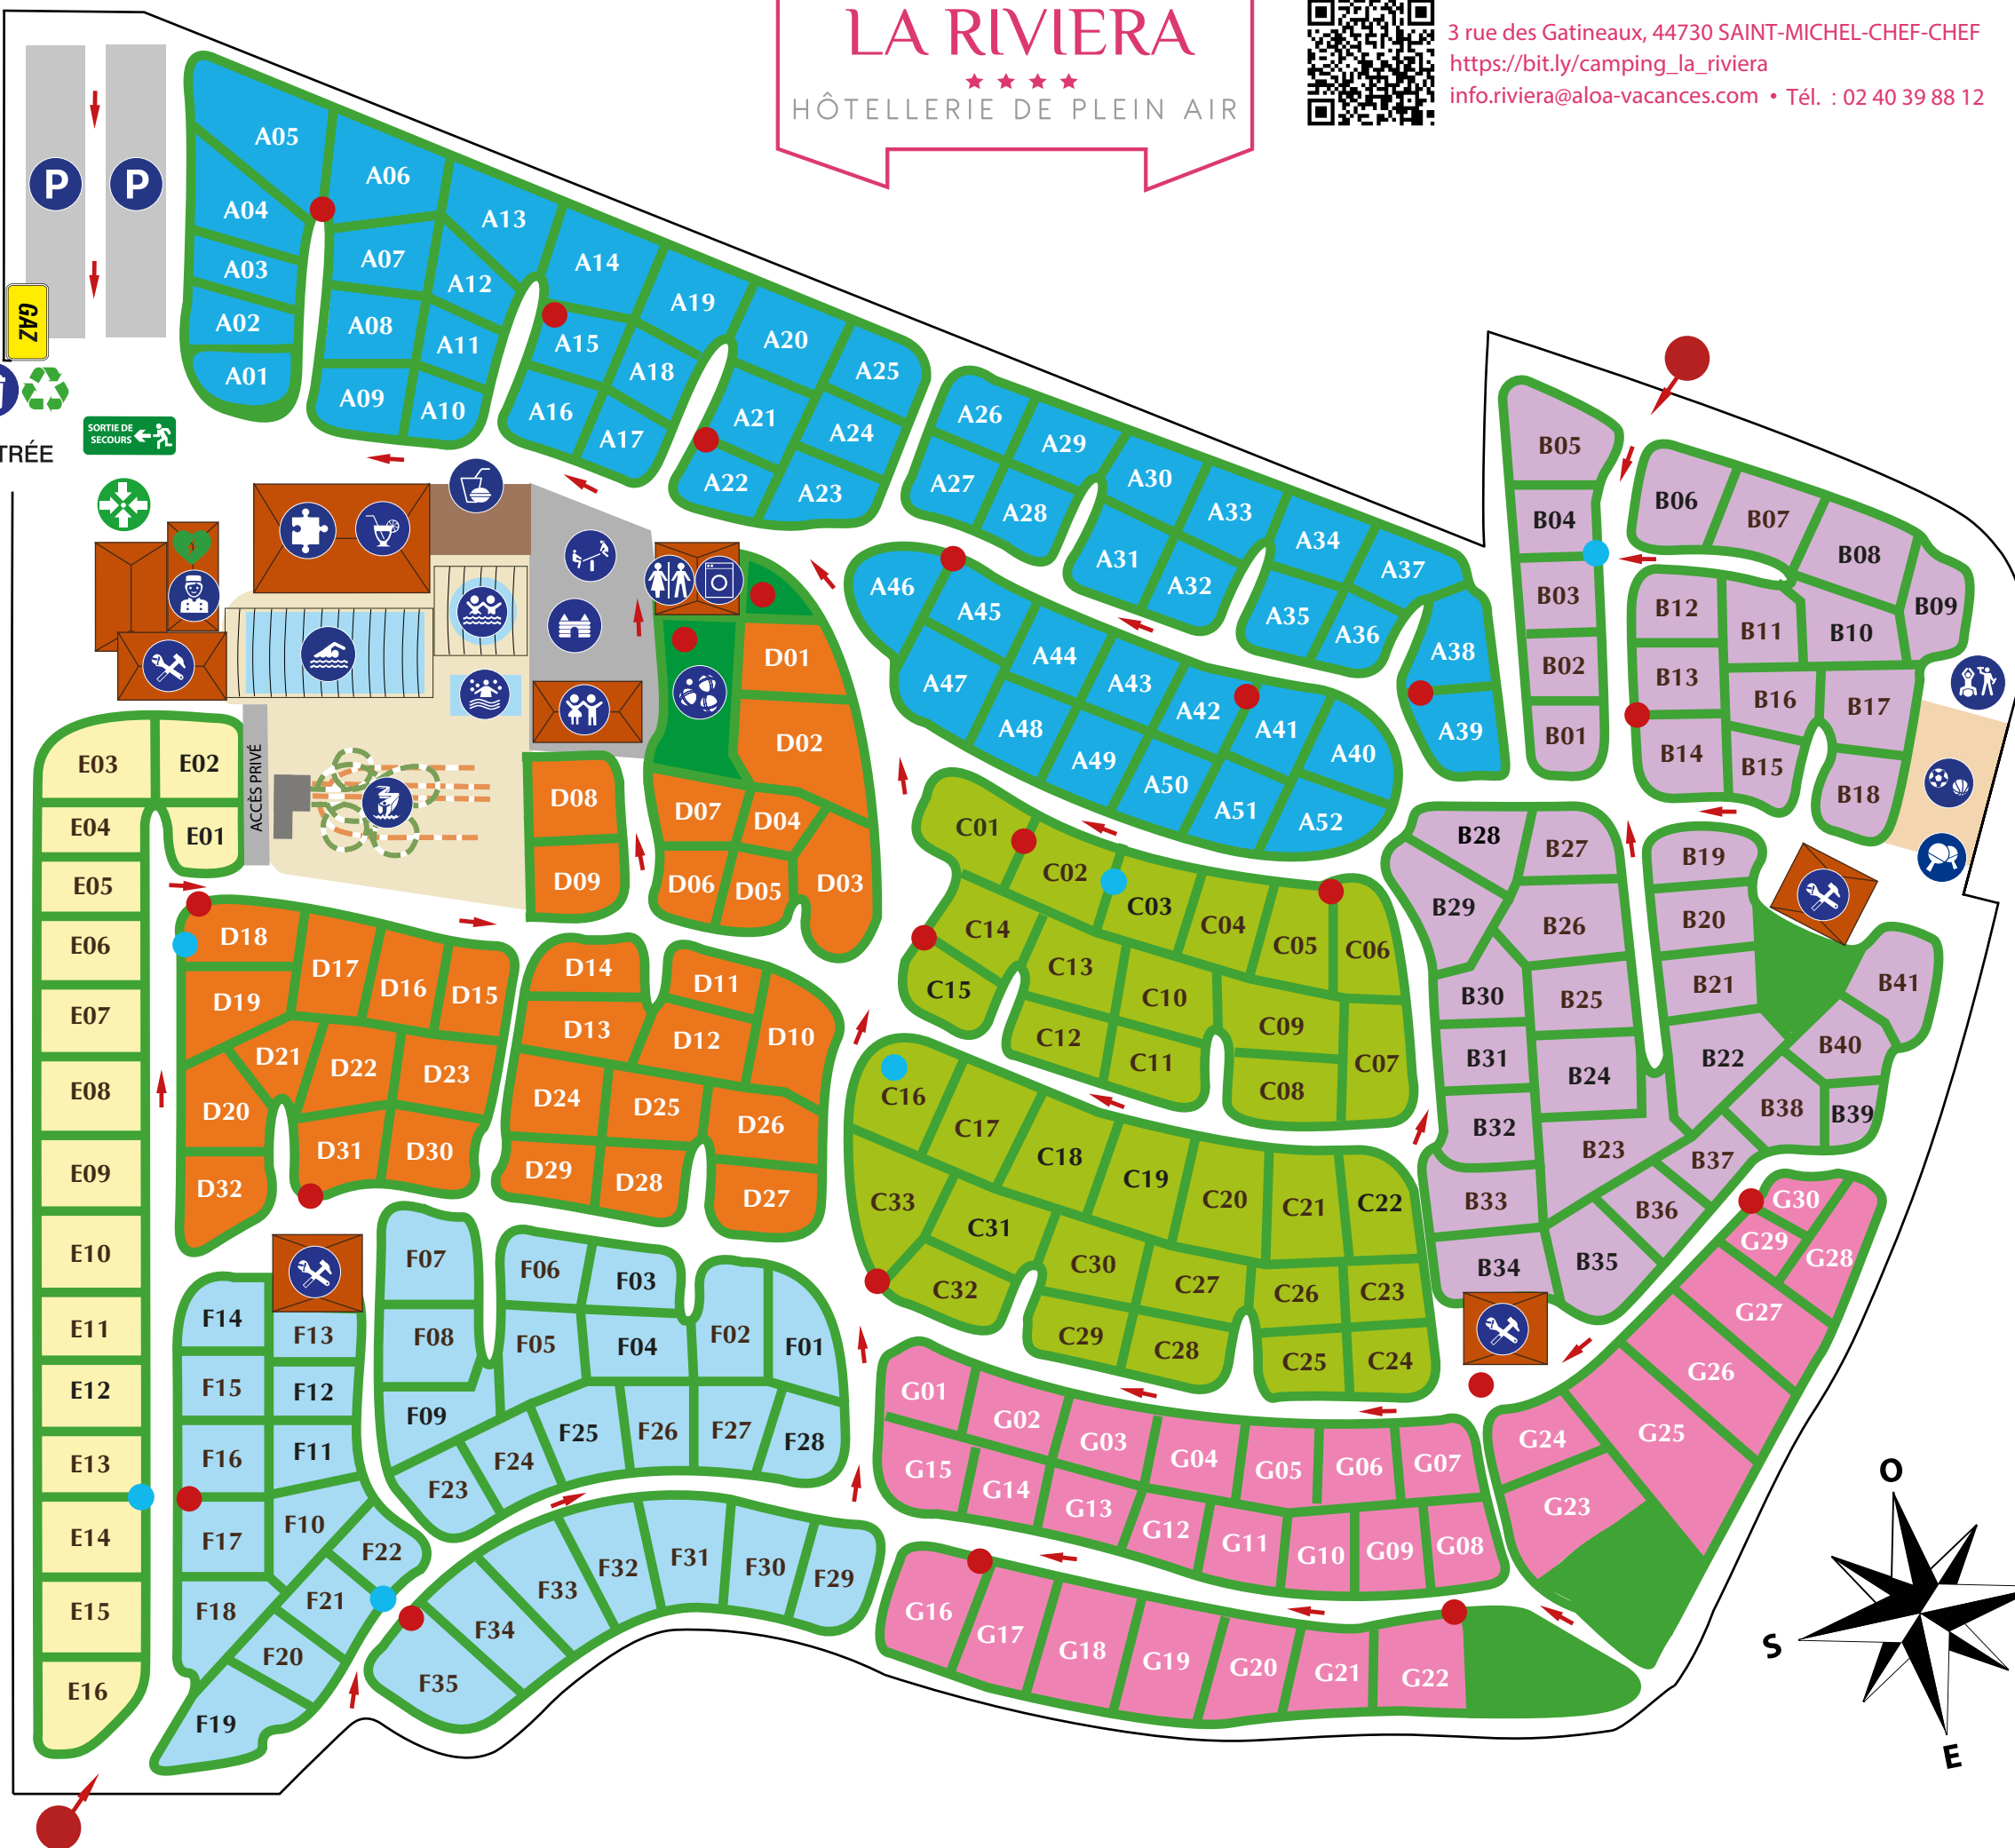 LA RIVIERA
HÔTELLERIE DE PLEIN AIR
3 rue des Gatineaux, 44730 SAINT-MICHEL-CHEF-CHEF
https://bit.ly/camping_la_riviera
info.riviera@aloa-vacances.com • Tél. : 02 40 39 88 12
P
P
GAZ
SORTIE DE
SECOURS
TRÉE
ACCÈS PRIVÉ
A01
A02
A03
A04
A05
A06
A07
A08
A09
A10
A11
A12
A13
A14
A15
A16
A17
A18
A19
A20
A21
A22
A23
A24
A25
A26
A27
A28
A29
A30
A31
A32
A33
A34
A35
A36
A37
A38
A39
A40
A41
A42
A43
A44
A45
A46
A47
A48
A49
A50
A51
A52
B01
B02
B03
B04
B05
B06
B07
B08
B09
B10
B11
B12
B13
B14
B15
B16
B17
B18
B19
B20
B21
B22
B23
B24
B25
B26
B27
B28
B29
B30
B31
B32
B33
B34
B35
B36
B37
B38
B39
B40
B41
C01
C02
C03
C04
C05
C06
C07
C08
C09
C10
C11
C12
C13
C14
C15
C16
C17
C18
C19
C20
C21
C22
C23
C24
C25
C26
C27
C28
C29
C30
C31
C32
C33
D01
D02
D03
D04
D05
D06
D07
D08
D09
D10
D11
D12
D13
D14
D15
D16
D17
D18
D19
D20
D21
D22
D23
D24
D25
D26
D27
D28
D29
D30
D31
D32
E01
E02
E03
E04
E05
E06
E07
E08
E09
E10
E11
E12
E13
E14
E15
E16
F01
F02
F03
F04
F05
F06
F07
F08
F09
F10
F11
F12
F13
F14
F15
F16
F17
F18
F19
F20
F21
F22
F23
F24
F25
F26
F27
F28
F29
F30
F31
F32
F33
F34
F35
G01
G02
G03
G04
G05
G06
G07
G08
G09
G10
G11
G12
G13
G14
G15
G16
G17
G18
G19
G20
G21
G22
G23
G24
G25
G26
G27
G28
G29
G30
O
S
E